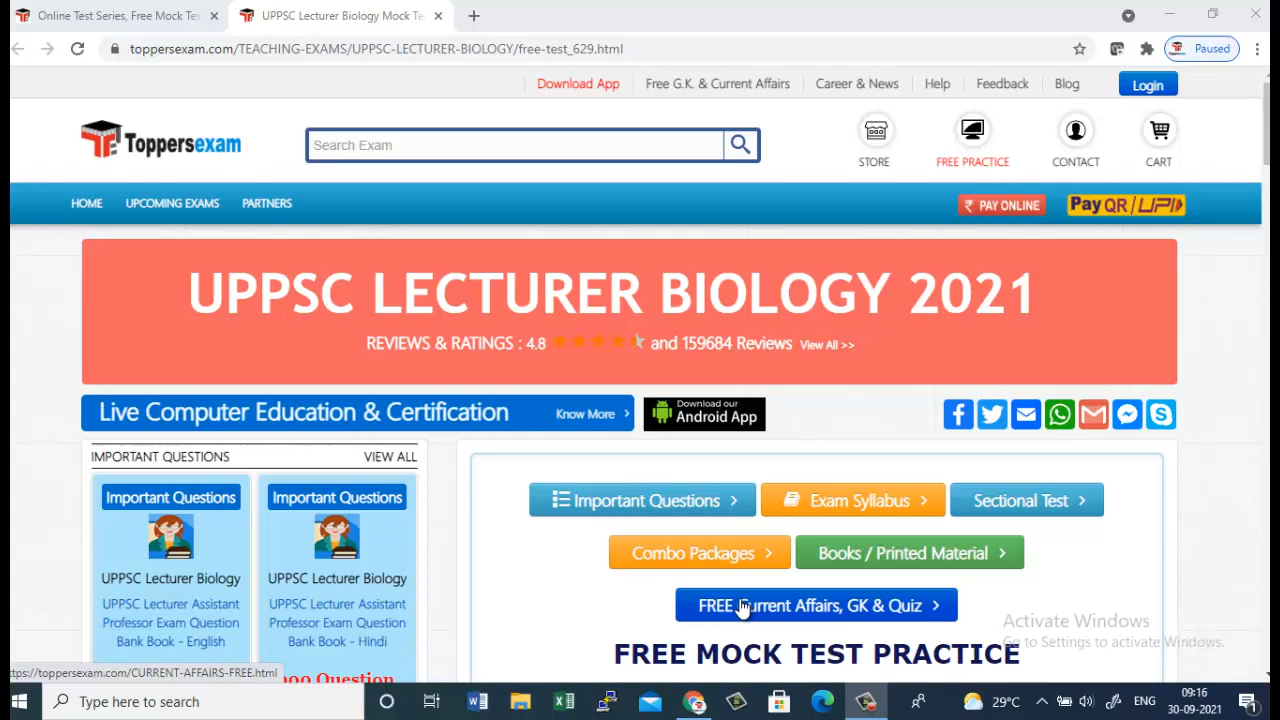 Online Test Series, Free Mock Tes
UPPSC Lecturer Biology Mock Te
toppersexam.com/TEACHING-EXAMS/UPPSC-LECTURER-BIOLOGY/free-test_629.html
Paused
Download App
Free G.K. & Current Affairs
Career & News
Help
Feedback
Blog
Login
Toppersexam
Search Exam
STORE
FREE PRACTICE
CONTACT
CART
HOME
UPCOMING EXAMS
PARTNERS
₹ PAY ONLINE
Pay QR/UPI
UPPSC LECTURER BIOLOGY 2021
REVIEWS & RATINGS : 4.8 and 159684 Reviews View All >>
Live Computer Education & Certification Know More
Download our
Android App
IMPORTANT QUESTIONS
VIEW ALL
Important Questions
UPPSC Lecturer Biology
UPPSC Lecturer Assistant
Professor Exam Question
Bank Book - English
Important Questions
UPPSC Lecturer Biology
UPPSC Lecturer Assistant
Professor Exam Question
Bank Book - Hindi
Important Questions
Exam Syllabus
Sectional Test
Combo Packages
Books / Printed Material
FREE Current Affairs, GK & Quiz
FREE MOCK TEST PRACTICE
Activate Windows
Go to Settings to activate Windows.
ttps://toppersexam.com/CURRENT-AFFAIRS-FREE.html
Question
Type here to search
29°C
ENG
09:16
30-09-2021
1